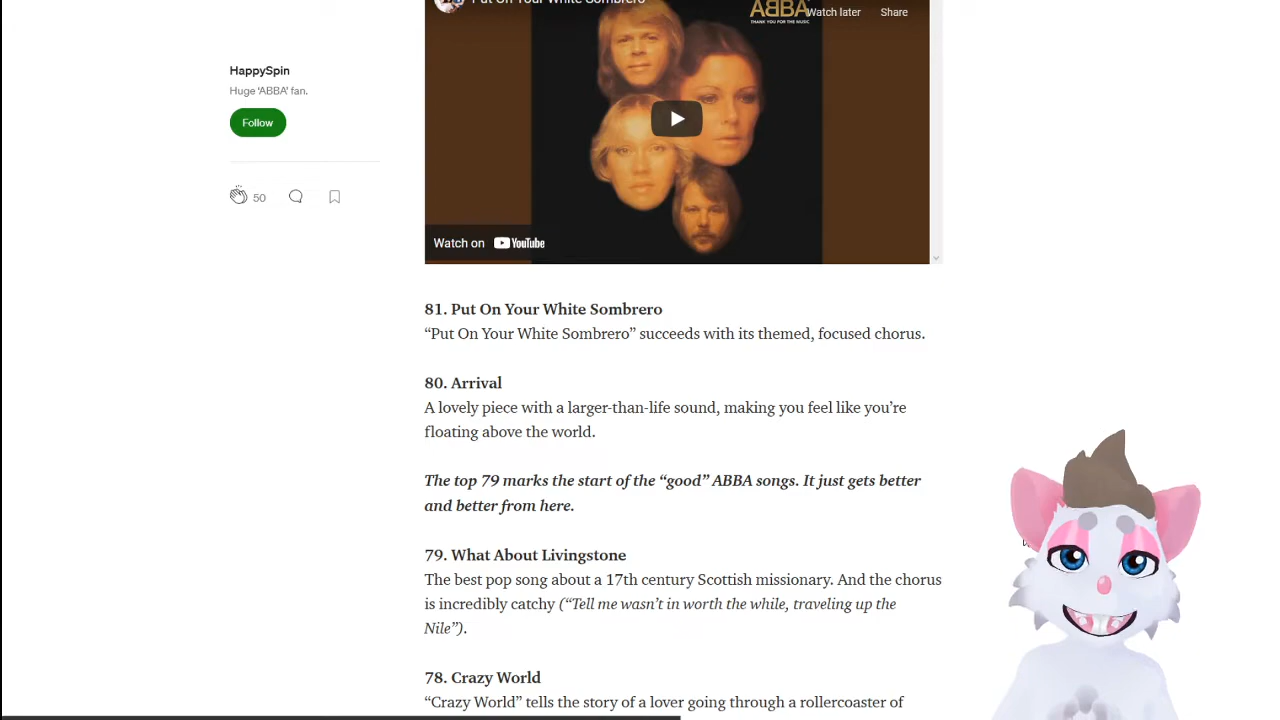 Put On Your White Sombrero
ABBA
THANK YOU FOR THE MUSIC
Watch later
Share
HappySpin
Huge ‘ABBA’ fan.
Follow
50
Watch on YouTube
81. Put On Your White Sombrero
“Put On Your White Sombrero” succeeds with its themed, focused chorus.
80. Arrival
A lovely piece with a larger-than-life sound, making you feel like you’re
floating above the world.
The top 79 marks the start of the “good” ABBA songs. It just gets better
and better from here.
79. What About Livingstone
The best pop song about a 17th century Scottish missionary. And the chorus
is incredibly catchy (“Tell me wasn’t in worth the while, traveling up the
Nile”).
78. Crazy World
“Crazy World” tells the story of a lover going through a rollercoaster of